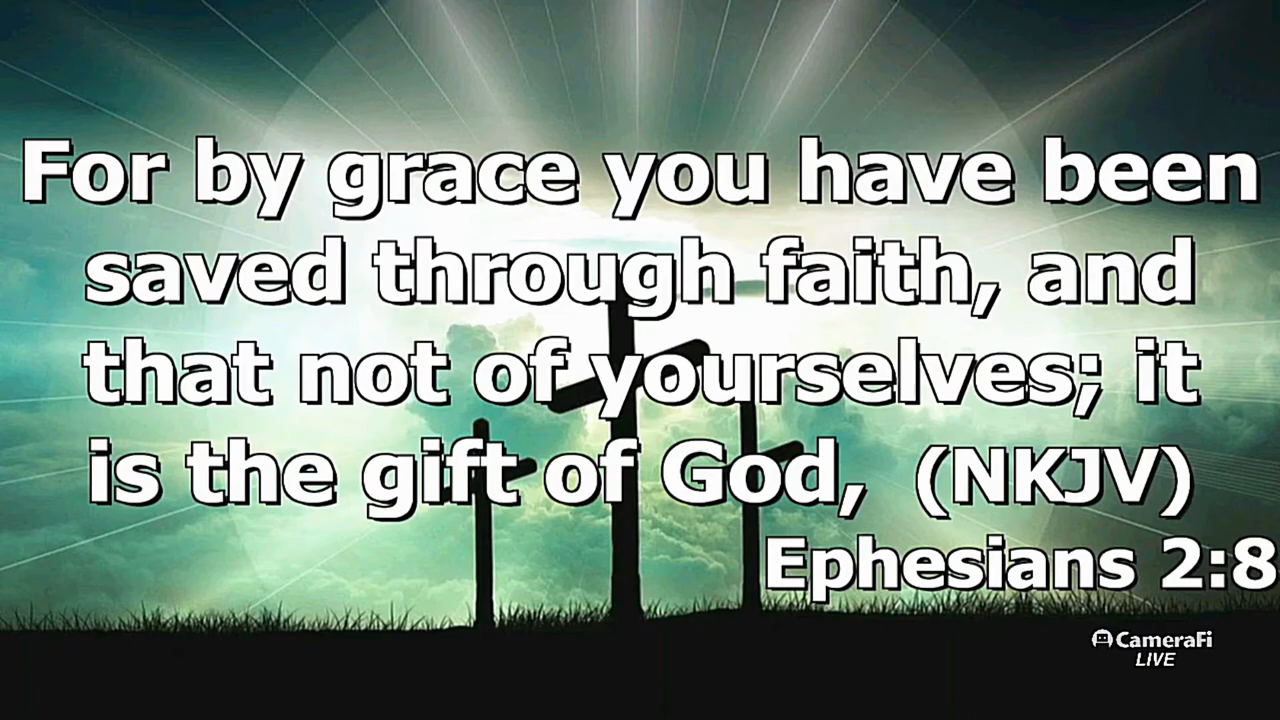 For by grace you have been
saved through faith, and
that not of yourselves; it
is the gift of God,  (NKJV)
Ephesians 2:8
CameraFi
LIVE